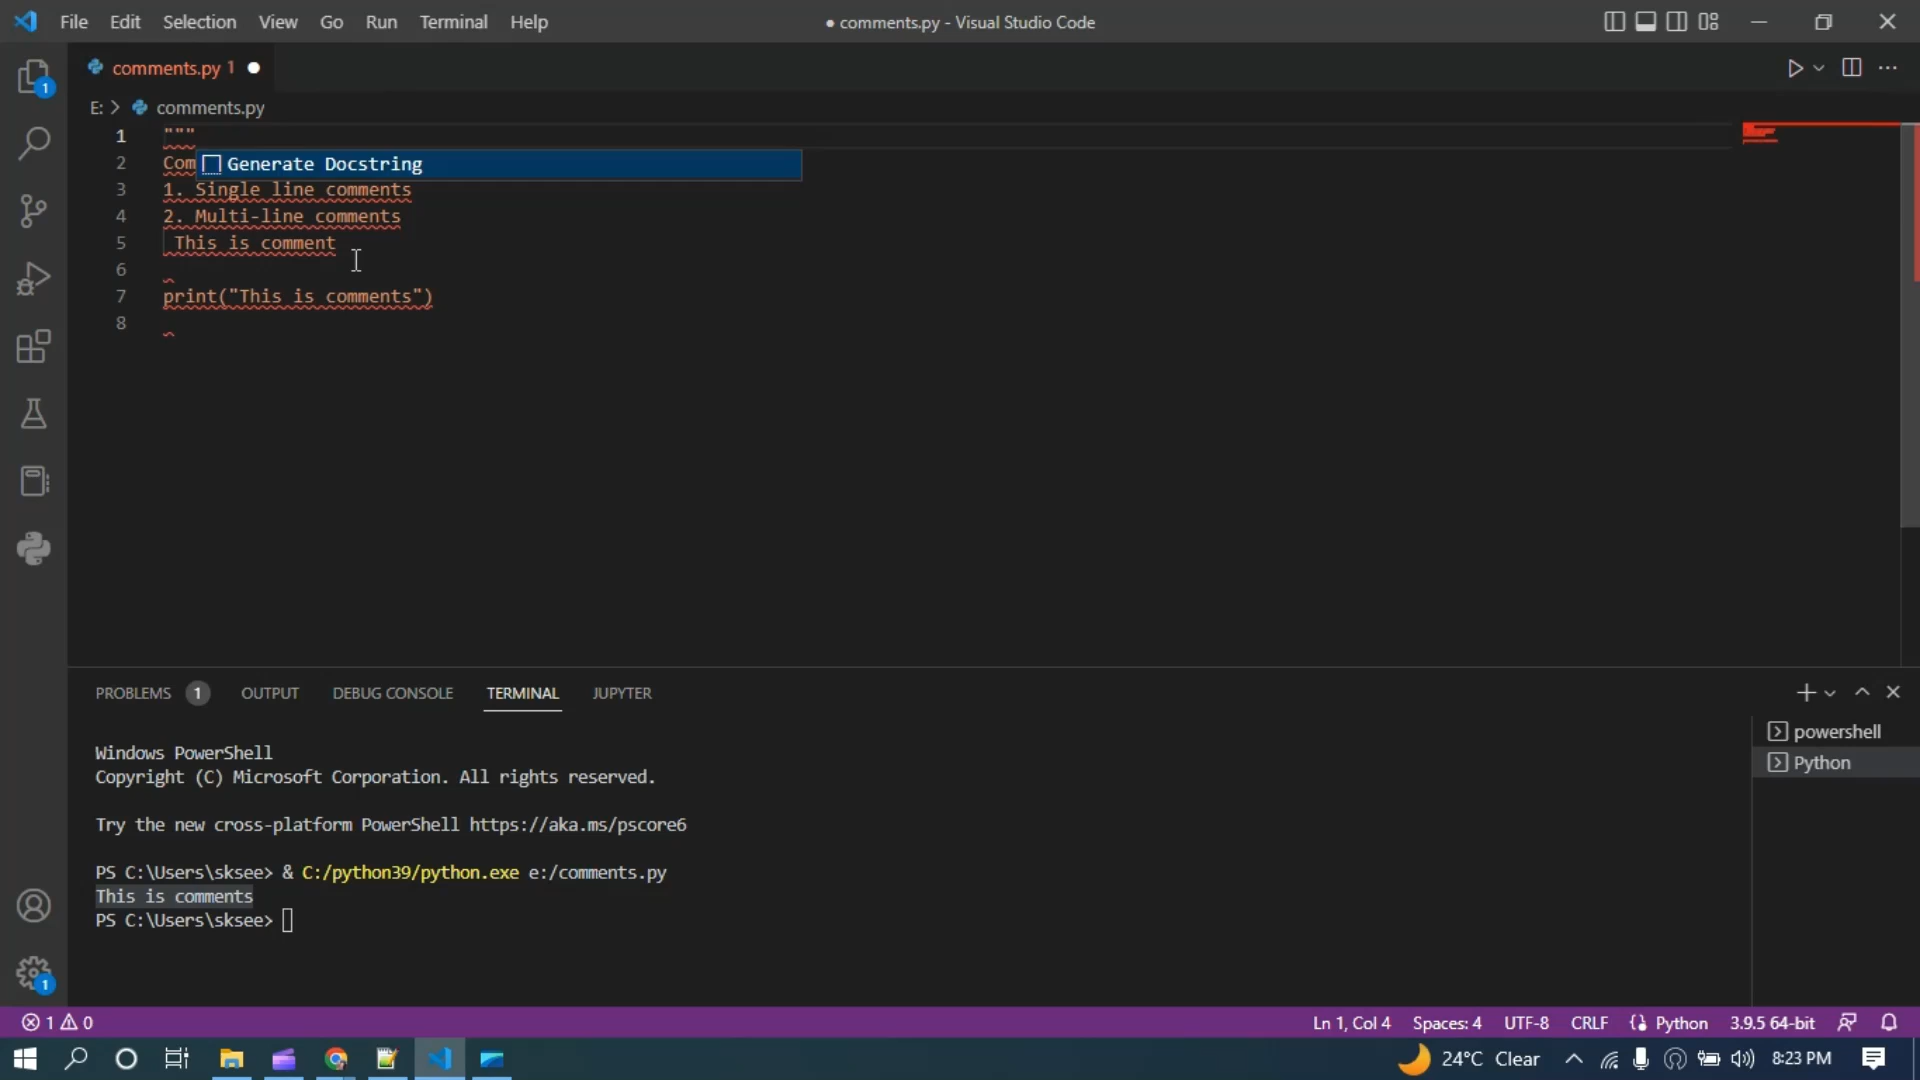 File Edit Selection View Go Run Terminal Help
● comments.py - Visual Studio Code
comments.py 1 ●
E: > comments.py
1 """
2 Com
Generate Docstring
3 1. Single line comments
4 2. Multi-line comments
5 This is comment
6
7 print("This is comments")
8
PROBLEMS 1 OUTPUT DEBUG CONSOLE TERMINAL JUPYTER
powershell
Python
Windows PowerShell
Copyright (C) Microsoft Corporation. All rights reserved.
Try the new cross-platform PowerShell https://aka.ms/pscore6
PS C:\Users\sksee> & C:/python39/python.exe e:/comments.py
This is comments
PS C:\Users\sksee>
1
1
1 0
Ln 1, Col 4 Spaces: 4 UTF-8 CRLF Python 3.9.5 64-bit
24°C Clear 8:23 PM